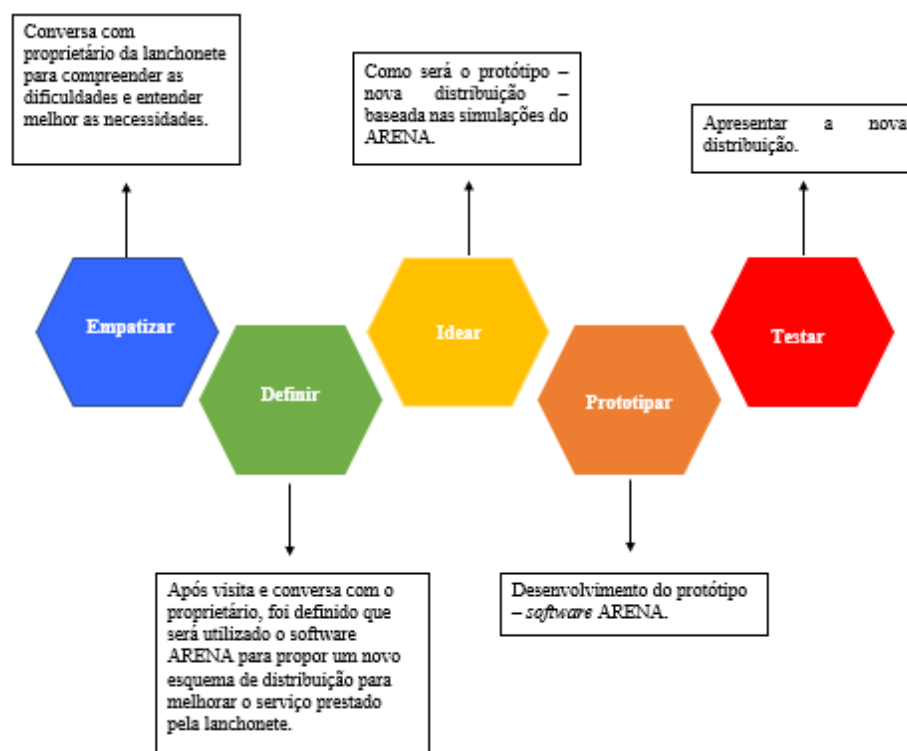 Conversa com
proprietário da lanchonete
para compreender as
dificuldades e entender
melhor as necessidades.
Como será o protótipo –
nova distribuição –
baseada nas simulações do
ARENA.
Apresentar a nova
distribuição.
Empatizar
Definir
Idear
Prototipar
Testar
Após visita e conversa com o
proprietário, foi definido que
será utilizado o software
ARENA para propor um novo
esquema de distribuição para
melhorar o serviço prestado
pela lanchonete.
Desenvolvimento do protótipo
– software ARENA.